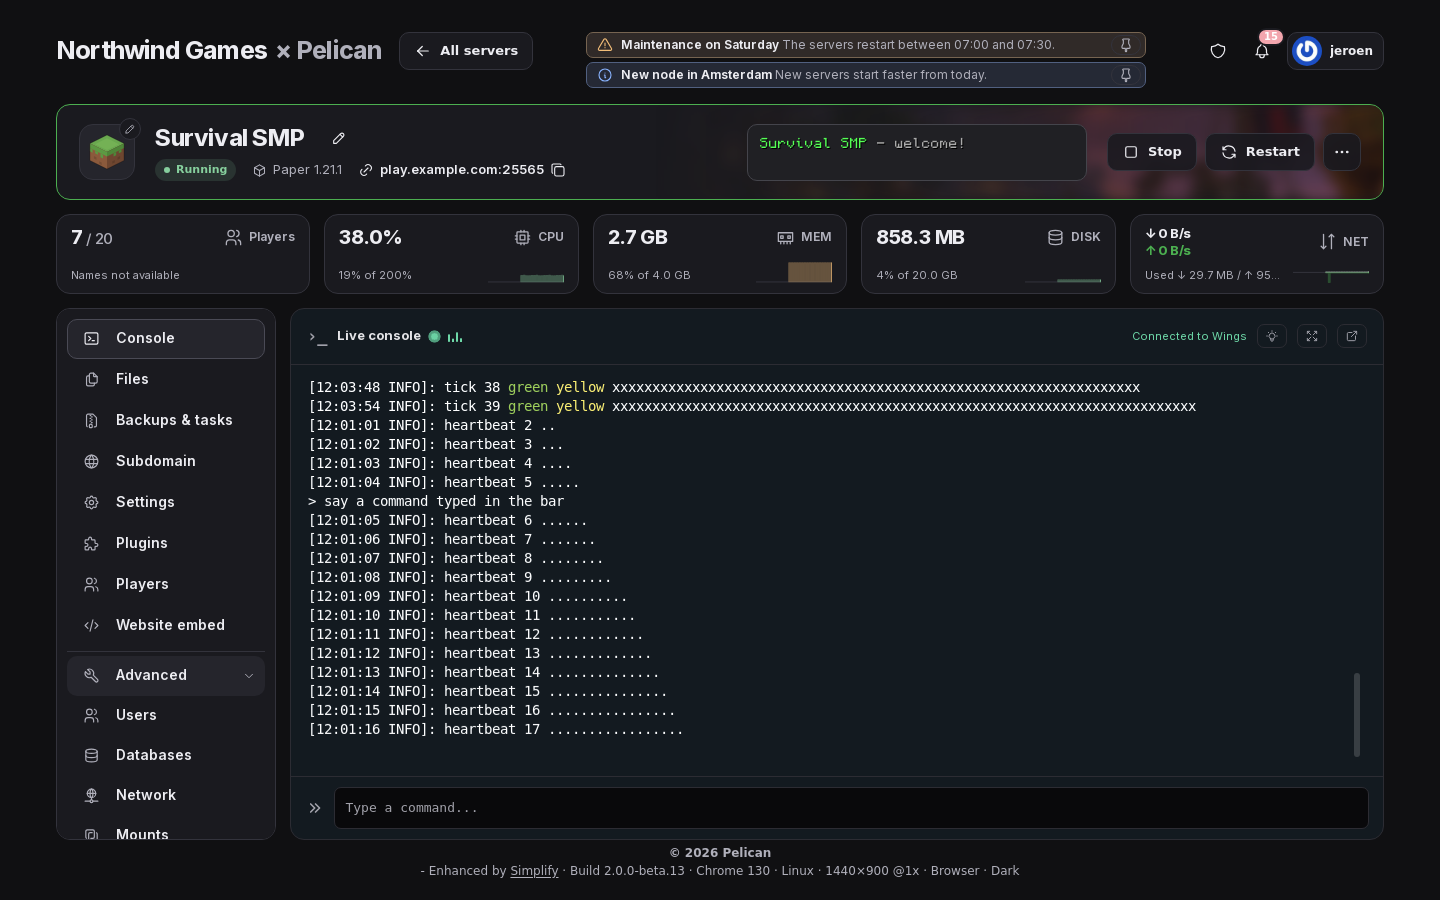 Northwind Games × Pelican
All servers
Maintenance on Saturday The servers restart between 07:00 and 07:30.
New node in Amsterdam New servers start faster from today.
15
jeroen
Survival SMP
Running
Paper 1.21.1
play.example.com:25565
Survival SMP - welcome!
Stop
Restart
7 / 20
Players
Names not available
38.0%
CPU
19% of 200%
2.7 GB
MEM
68% of 4.0 GB
858.3 MB
DISK
4% of 20.0 GB
↓ 0 B/s
↑ 0 B/s
NET
Used ↓ 29.7 MB / ↑ 95...
Console
Files
Backups & tasks
Subdomain
Settings
Plugins
Players
Website embed
Advanced
Users
Databases
Network
Mounts
Live console
Connected to Wings
[12:03:48 INFO]: tick 38 green yellow xxxxxxxxxxxxxxxxxxxxxxxxxxxxxxxxxxxxxxxxxxxxxxxxxxxxxxxxxxxxxxxxxx
[12:03:54 INFO]: tick 39 green yellow xxxxxxxxxxxxxxxxxxxxxxxxxxxxxxxxxxxxxxxxxxxxxxxxxxxxxxxxxxxxxxxxxxxxxxxxx
[12:01:01 INFO]: heartbeat 2 ..
[12:01:02 INFO]: heartbeat 3 ...
[12:01:03 INFO]: heartbeat 4 ....
[12:01:04 INFO]: heartbeat 5 .....
> say a command typed in the bar
[12:01:05 INFO]: heartbeat 6 ......
[12:01:06 INFO]: heartbeat 7 .......
[12:01:07 INFO]: heartbeat 8 ........
[12:01:08 INFO]: heartbeat 9 .........
[12:01:09 INFO]: heartbeat 10 ..........
[12:01:10 INFO]: heartbeat 11 ...........
[12:01:11 INFO]: heartbeat 12 ............
[12:01:12 INFO]: heartbeat 13 .............
[12:01:13 INFO]: heartbeat 14 ..............
[12:01:14 INFO]: heartbeat 15 ...............
[12:01:15 INFO]: heartbeat 16 ................
[12:01:16 INFO]: heartbeat 17 .................
Type a command...
© 2026 Pelican
- Enhanced by Simplify · Build 2.0.0-beta.13 · Chrome 130 · Linux · 1440×900 @1x · Browser · Dark